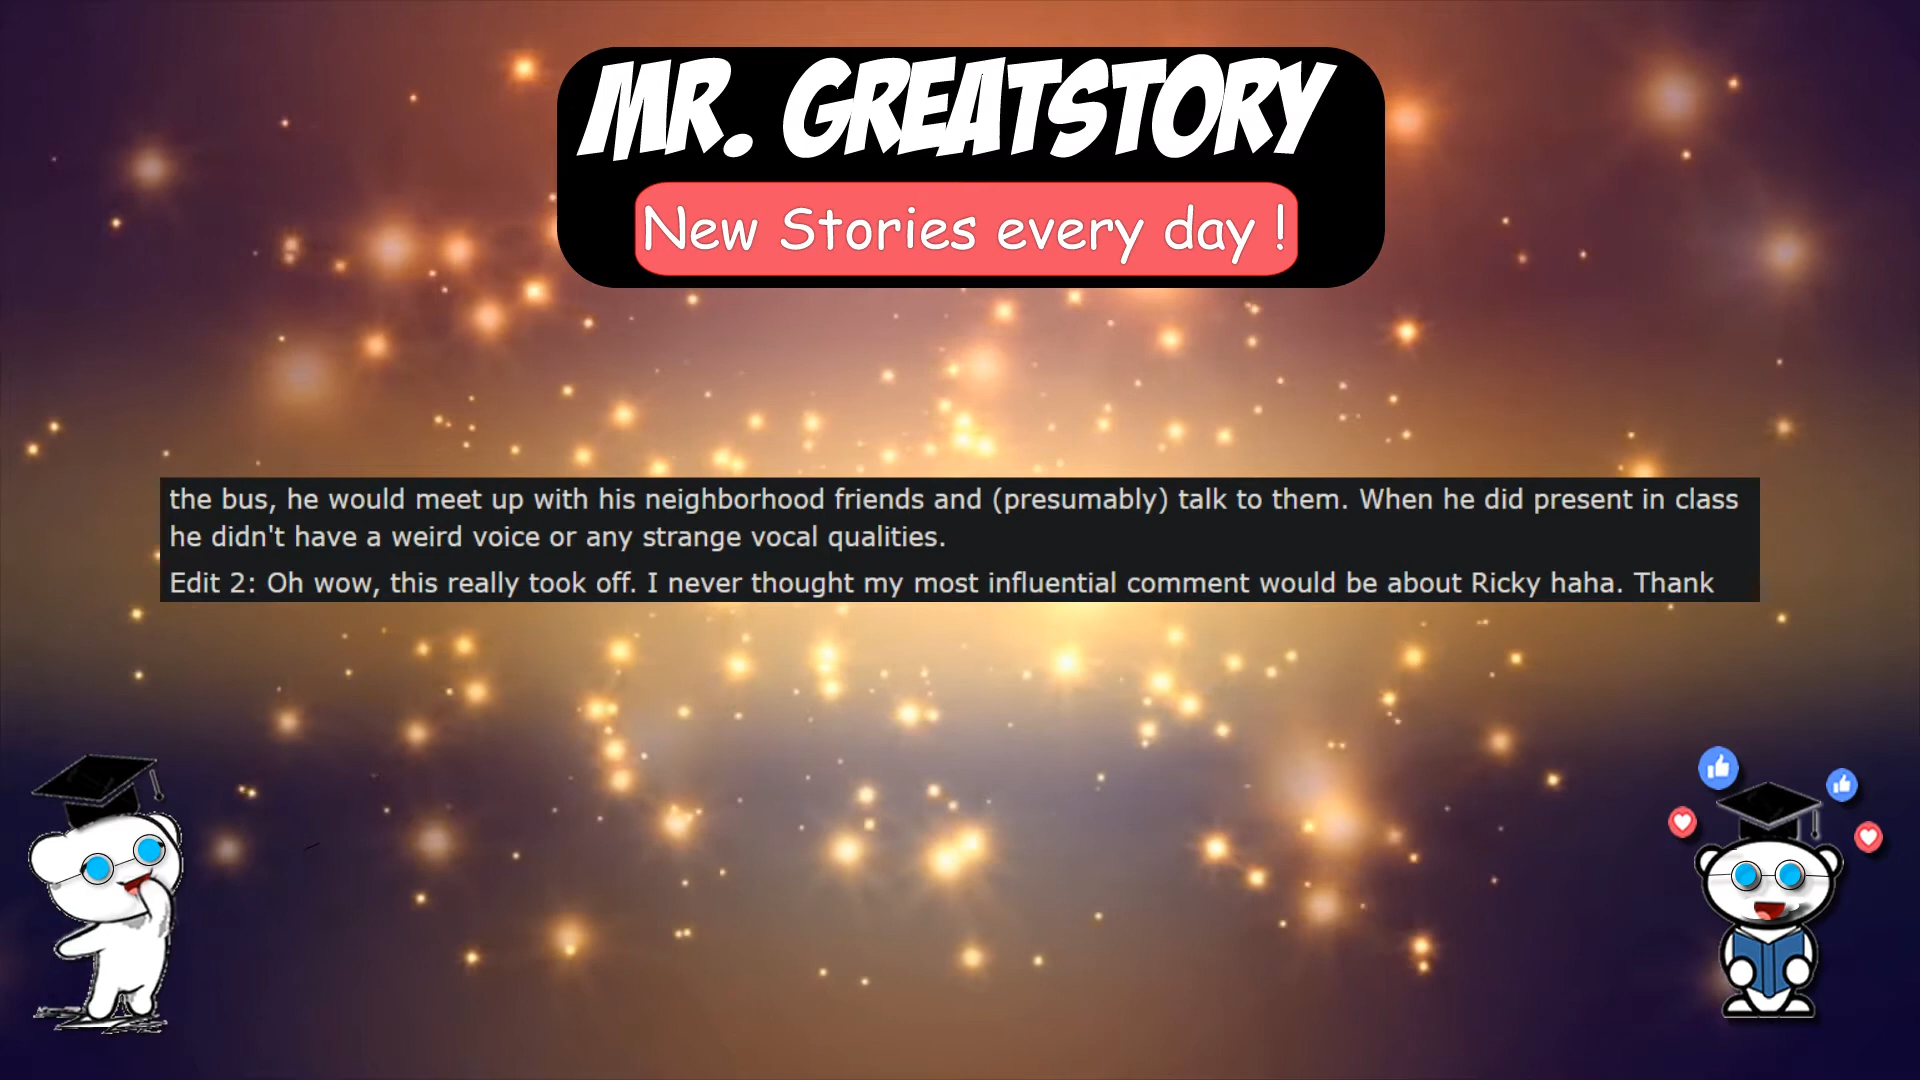 MR. GREATSTORY
New Stories every day !
the bus, he would meet up with his neighborhood friends and (presumably) talk to them. When he did present in class
he didn't have a weird voice or any strange vocal qualities.
Edit 2: Oh wow, this really took off. I never thought my most influential comment would be about Ricky haha. Thank